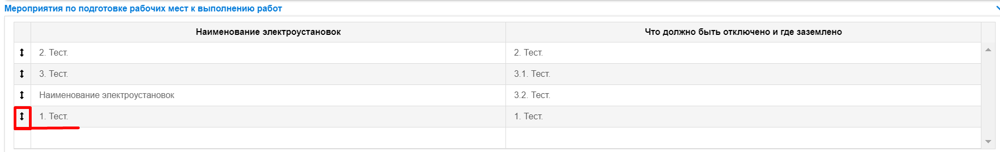 Мероприятия по подготовке рабочих мест к выполнению работ
Наименование электроустановок Что должно быть отключено и где заземлено
2. Тест. 2. Тест.
3. Тест. 3.1. Тест.
Наименование электроустановок 3.2. Тест.
1. Тест. 1. Тест.